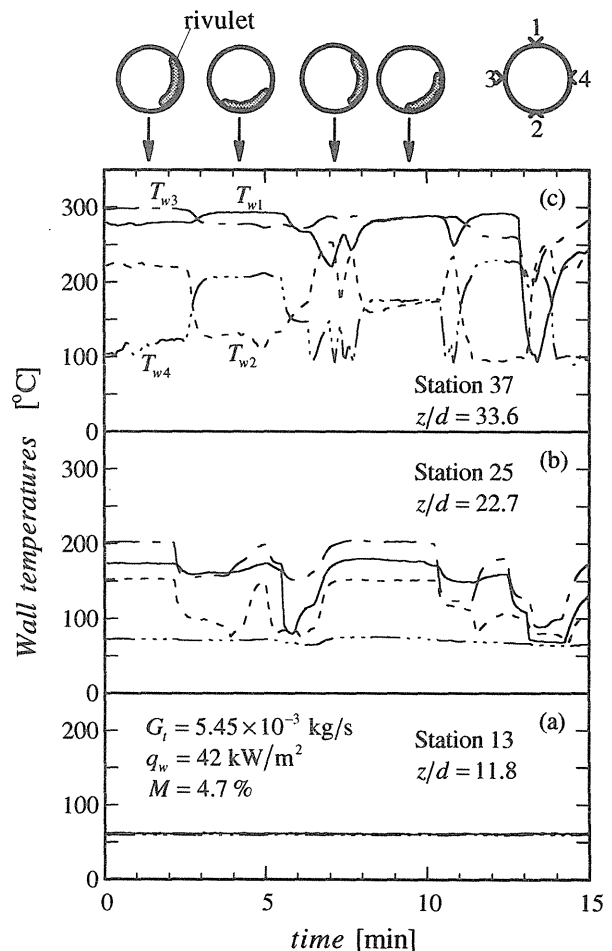 rivulet
1
3
4
2
(c)
300
200
100
0
T_w3
T_w1
T_w4
T_w2
Station 37
z/d = 33.6
(b)
300
200
100
0
Station 25
z/d = 22.7
(a)
200
100
0
G_t = 5.45×10⁻³ kg/s
q_w = 42 kW/m²
M = 4.7 %
Station 13
z/d = 11.8
Wall temperatures [°C]
0
5
10
15
time [min]